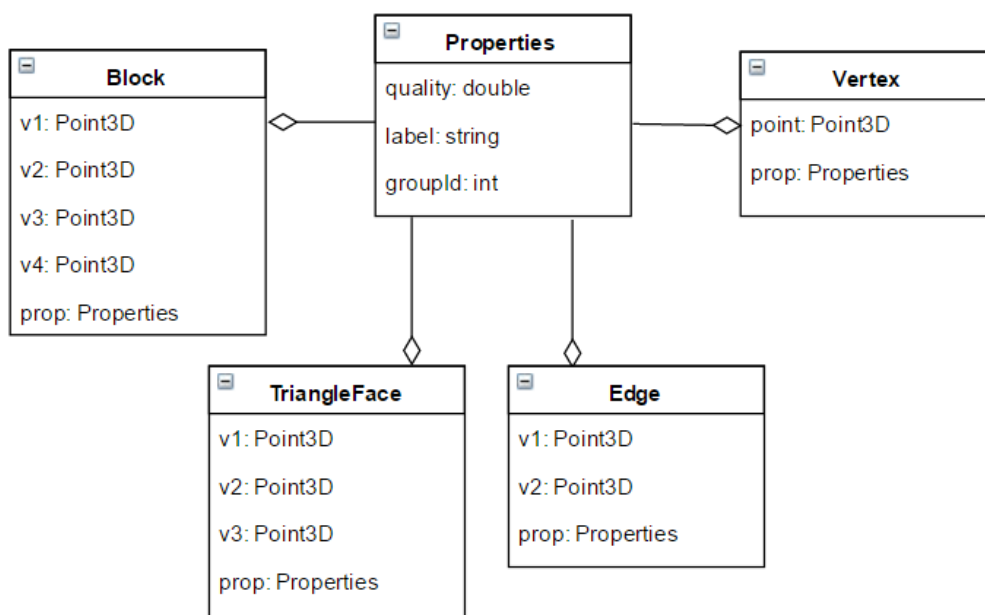 Block
v1: Point3D
v2: Point3D
v3: Point3D
v4: Point3D
prop: Properties
Properties
quality: double
label: string
groupId: int
Vertex
point: Point3D
prop: Properties
TriangleFace
v1: Point3D
v2: Point3D
v3: Point3D
prop: Properties
Edge
v1: Point3D
v2: Point3D
prop: Properties